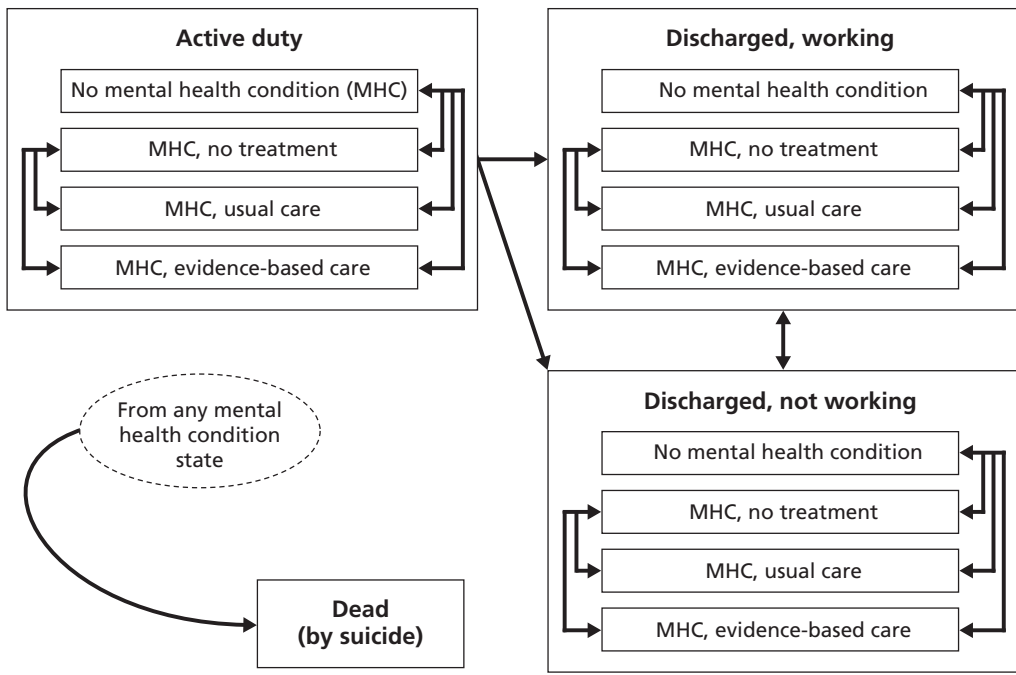 Active duty
No mental health condition (MHC)
MHC, no treatment
MHC, usual care
MHC, evidence-based care
Discharged, working
No mental health condition
MHC, no treatment
MHC, usual care
MHC, evidence-based care
From any mental
health condition
state
Dead
(by suicide)
Discharged, not working
No mental health condition
MHC, no treatment
MHC, usual care
MHC, evidence-based care